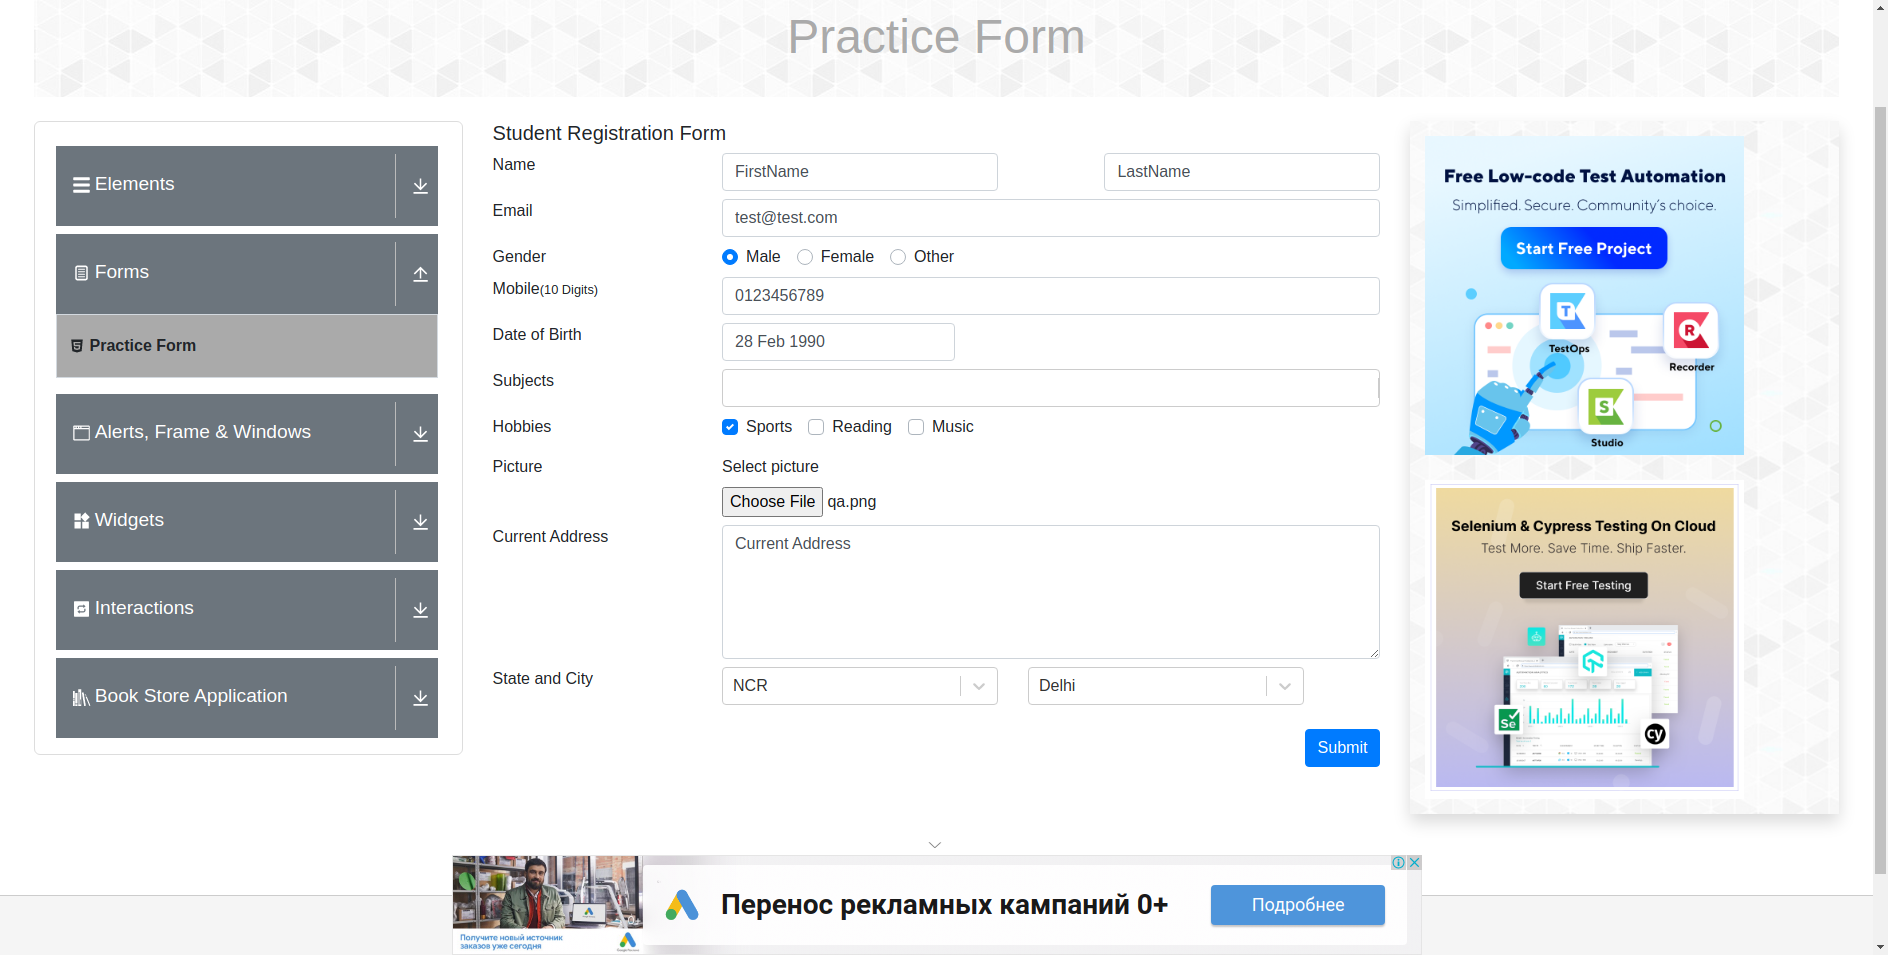 Practice Form
Elements
Forms
Practice Form
Alerts, Frame & Windows
Widgets
Interactions
Book Store Application
Student Registration Form
Name
FirstName
LastName
Email
test@test.com
Gender
Male
Female
Other
Mobile(10 Digits)
0123456789
Date of Birth
28 Feb 1990
Subjects
Hobbies
Sports
Reading
Music
Picture
Select picture
Choose File qa.png
Current Address
Current Address
State and City
NCR
Delhi
Submit
Free Low-code Test Automation
Simplified. Secure. Community's choice.
Start Free Project
T
TestOps
R
Recorder
S
Studio
Selenium & Cypress Testing On Cloud
Test More. Save Time. Ship Faster.
Start Free Testing
Se
cy
Получите новый источник
заказов уже сегодня
Перенос рекламных кампаний 0+
Подробнее